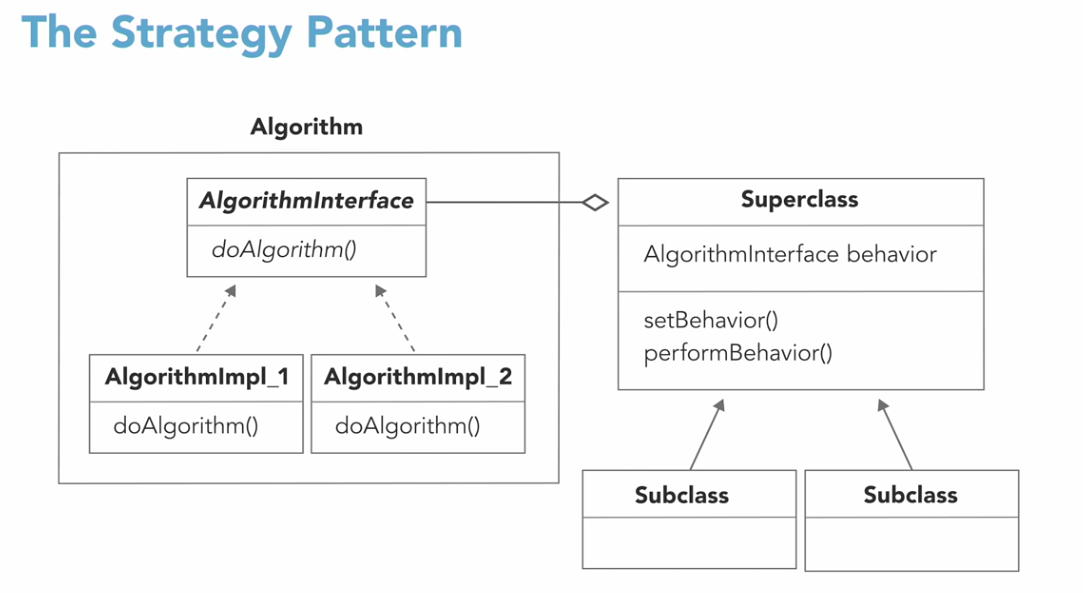 The Strategy Pattern
Algorithm
AlgorithmInterface
doAlgorithm()
AlgorithmImpl_1
doAlgorithm()
AlgorithmImpl_2
doAlgorithm()
Superclass
AlgorithmInterface behavior
setBehavior()
performBehavior()
Subclass
Subclass